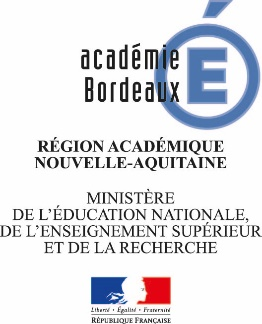 académie
Bordeaux
É
RÉGION ACADÉMIQUE
NOUVELLE-AQUITAINE
MINISTÈRE
DE L'ÉDUCATION NATIONALE,
DE L'ENSEIGNEMENT SUPÉRIEUR
ET DE LA RECHERCHE
Liberté • Égalité • Fraternité
RÉPUBLIQUE FRANÇAISE